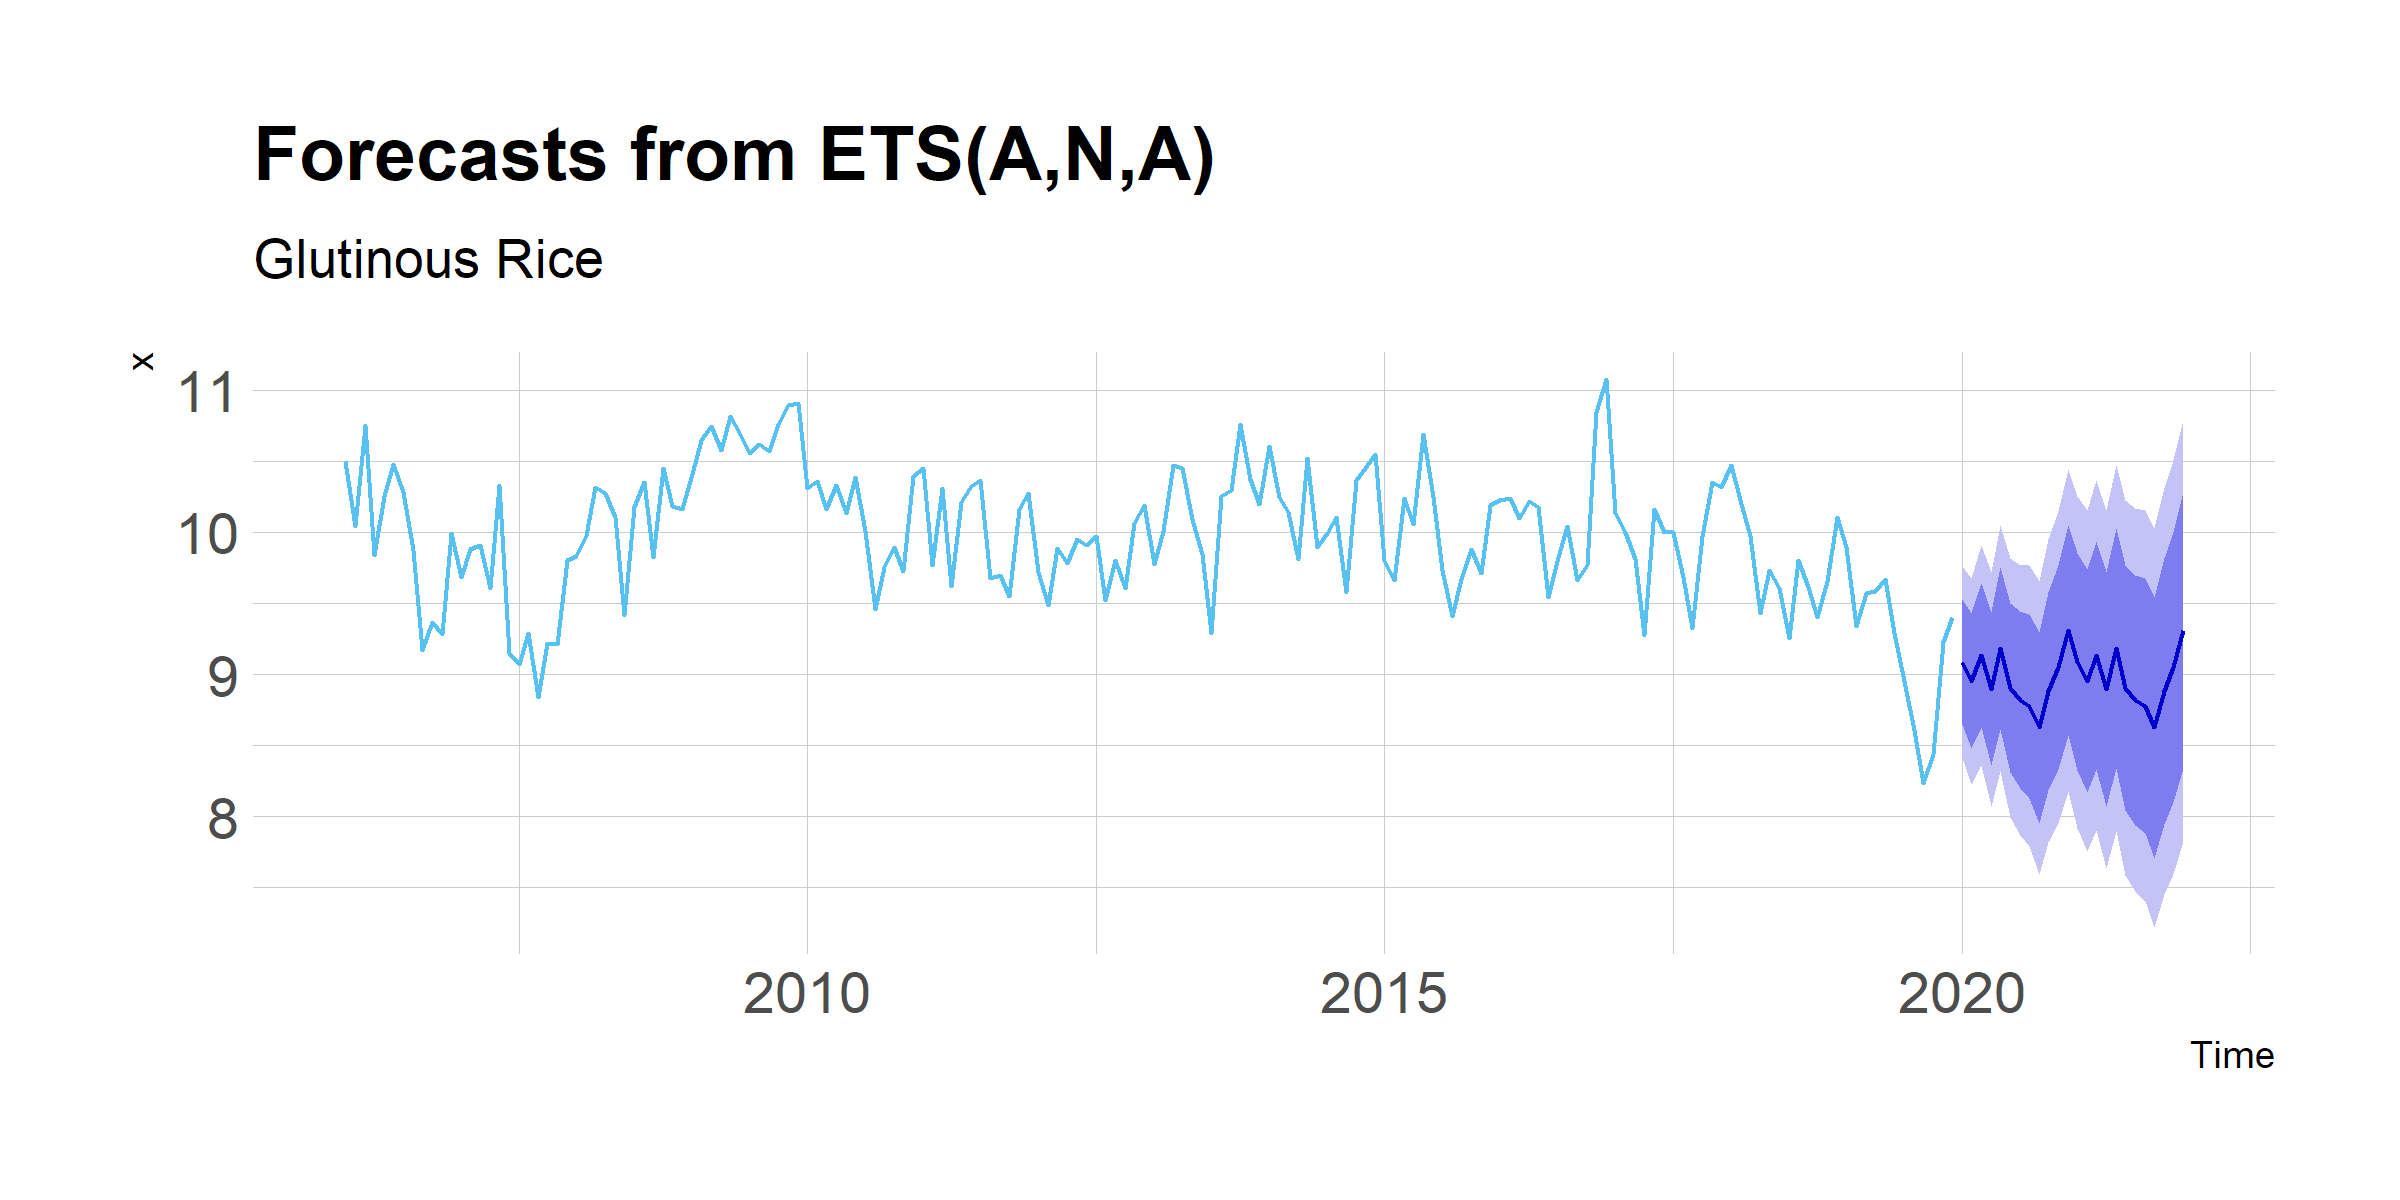 Forecasts from ETS(A,N,A)
Glutinous Rice
x
11
10
9
8
2010 2015 2020
Time